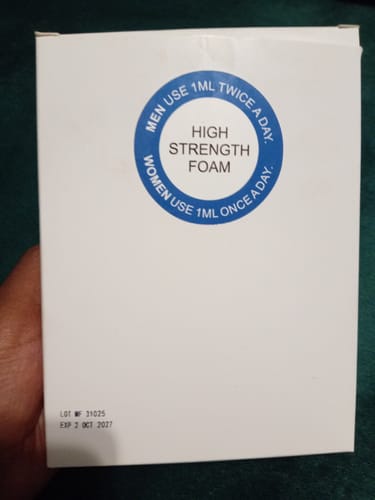 MEN USE 1ML TWICE A DAY.
HIGH
STRENGTH
FOAM
WOMEN USE 1ML ONCE A DAY.
LOT MF 31025
EXP 2 OCT 2027